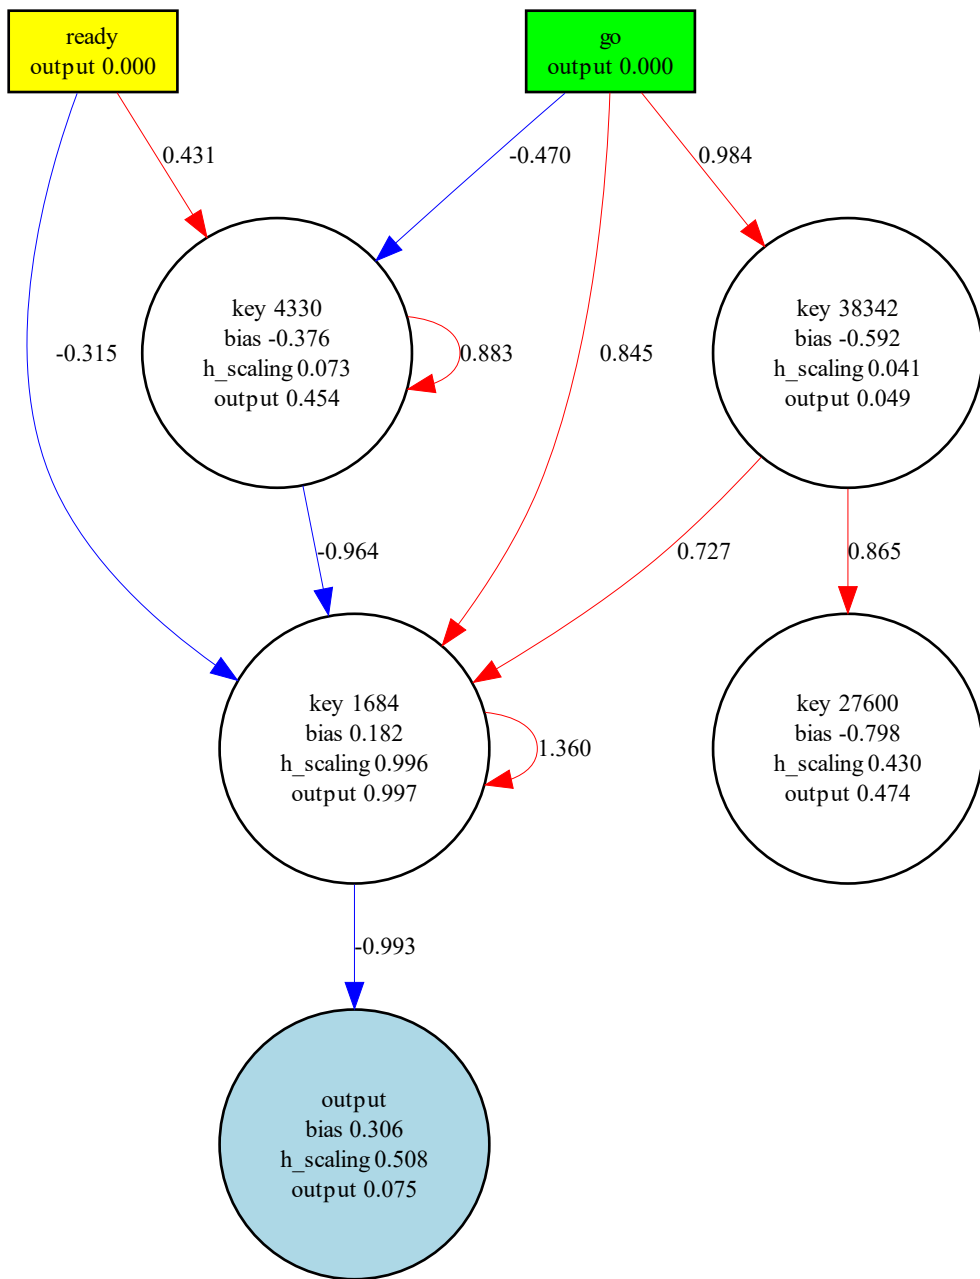 ready
output 0.000
go
output 0.000
0.431
-0.470
0.984
key 4330
bias -0.376
h_scaling 0.073
output 0.454
key 38342
bias -0.592
h_scaling 0.041
output 0.049
-0.315
0.883
0.845
-0.964
0.727
0.865
key 1684
bias 0.182
h_scaling 0.996
output 0.997
key 27600
bias -0.798
h_scaling 0.430
output 0.474
1.360
-0.993
output
bias 0.306
h_scaling 0.508
output 0.075